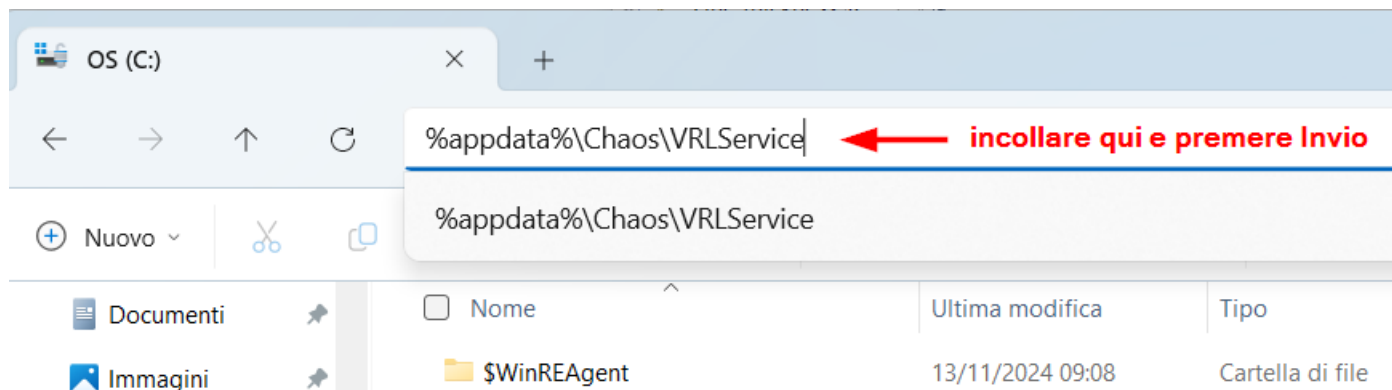 OS (C:)
%appdata%\Chaos\VRLService
incollare qui e premere Invio
%appdata%\Chaos\VRLService
Nuovo
Documenti
Nome
Ultima modifica
Tipo
Immagini
$WinREAgent
13/11/2024 09:08
Cartella di file